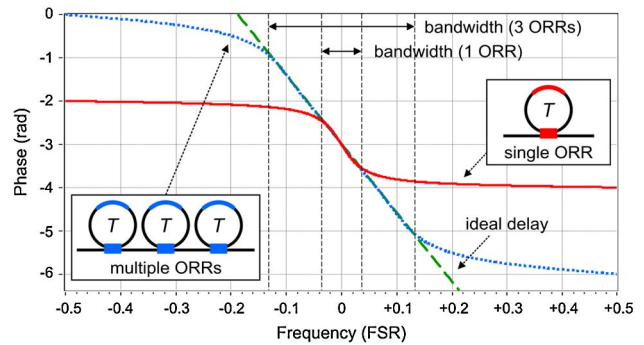 bandwidth (3 ORRs)
bandwidth (1 ORR)
Phase (rad)
0
-1
-2
-3
-4
-5
-6
T
single ORR
T T T
multiple ORRs
ideal delay
-0.5 -0.4 -0.3 -0.2 -0.1 0 +0.1 +0.2 +0.3 +0.4 +0.5
Frequency (FSR)